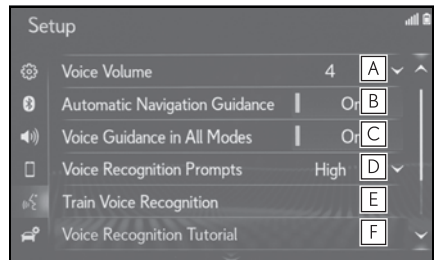 Setup
Voice Volume 4 A
Automatic Navigation Guidance On B
Voice Guidance in All Modes On C
Voice Recognition Prompts High D
Train Voice Recognition E
Voice Recognition Tutorial F